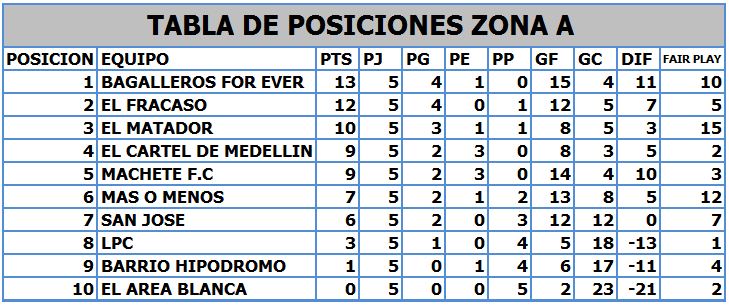 TABLA DE POSICIONES ZONA A
POSICION EQUIPO PTS PJ PG PE PP GF GC DIF FAIR PLAY
1 BAGALLEROS FOR EVER 13 5 4 1 0 15 4 11 10
2 EL FRACASO 12 5 4 0 1 12 5 7 5
3 EL MATADOR 10 5 3 1 1 8 5 3 15
4 EL CARTEL DE MEDELLIN 9 5 2 3 0 8 3 5 2
5 MACHETE F.C 9 5 2 3 0 14 4 10 3
6 MAS O MENOS 7 5 2 1 2 13 8 5 12
7 SAN JOSE 6 5 2 0 3 12 12 0 7
8 LPC 3 5 1 0 4 5 18 -13 1
9 BARRIO HIPODROMO 1 5 0 1 4 6 17 -11 4
10 EL AREA BLANCA 0 5 0 0 5 2 23 -21 2